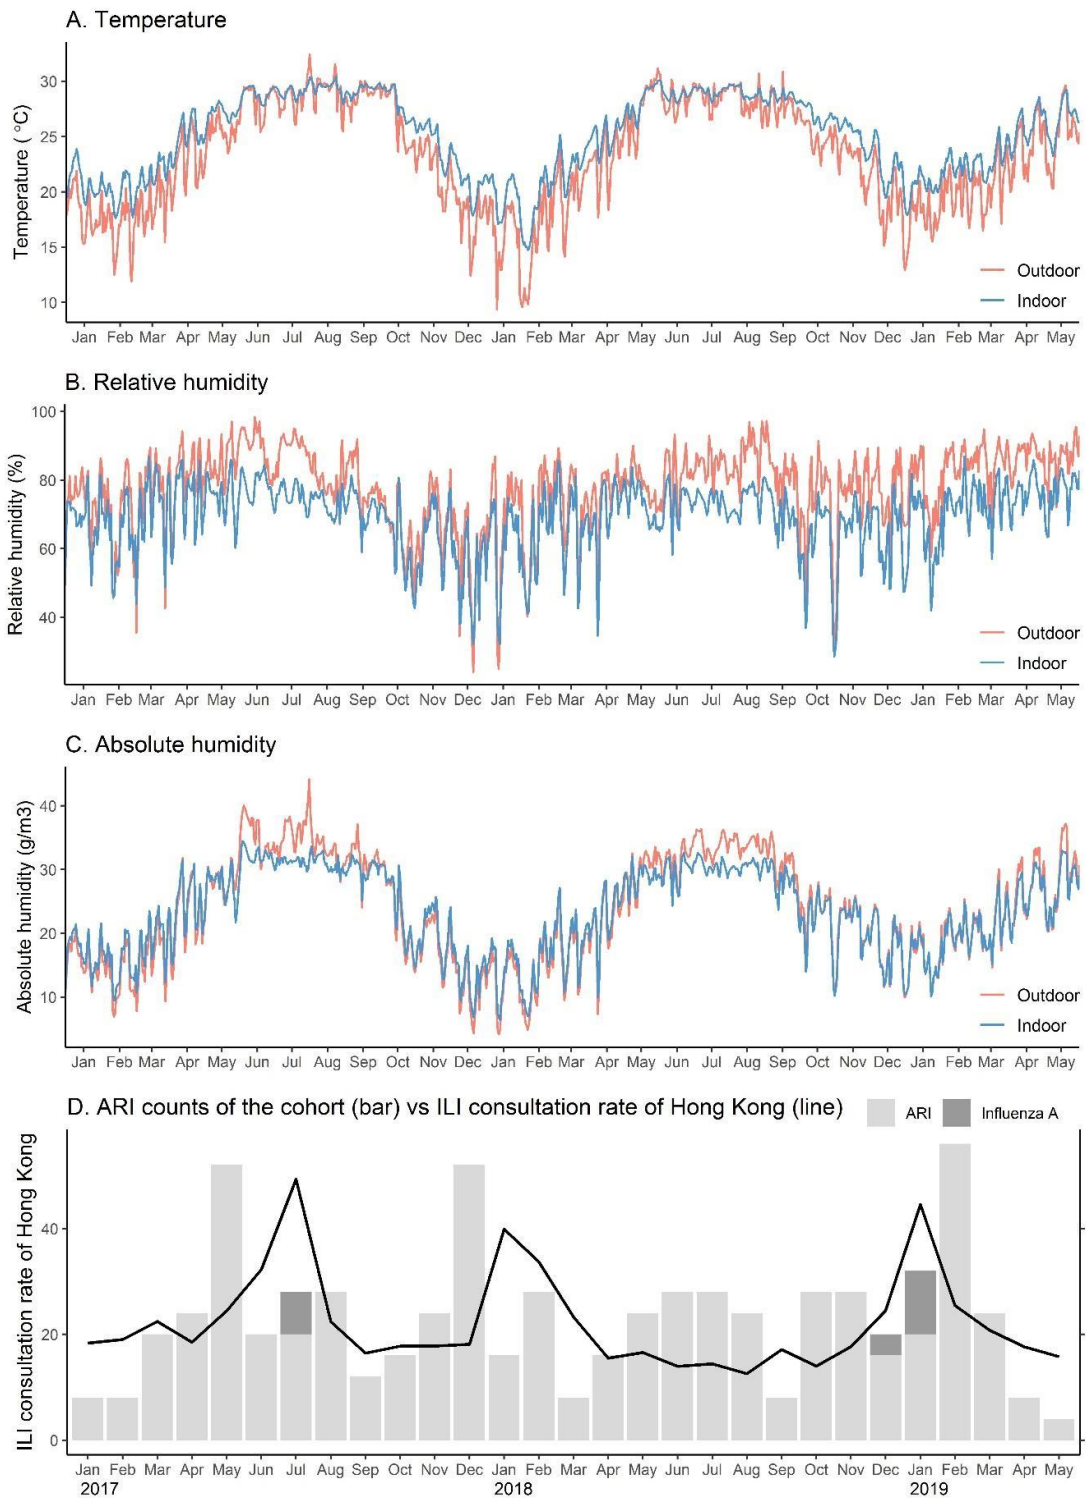 A. Temperature
Temperature ( °C)
30
25
20
15
10
Outdoor
Indoor
Jan Feb Mar Apr May Jun Jul Aug Sep Oct Nov Dec Jan Feb Mar Apr May Jun Jul Aug Sep Oct Nov Dec Jan Feb Mar Apr May
B. Relative humidity
Relative humidity (%)
100
80
60
40
Outdoor
Indoor
Jan Feb Mar Apr May Jun Jul Aug Sep Oct Nov Dec Jan Feb Mar Apr May Jun Jul Aug Sep Oct Nov Dec Jan Feb Mar Apr May
C. Absolute humidity
Absolute humidity (g/m3)
40
30
20
10
Outdoor
Indoor
Jan Feb Mar Apr May Jun Jul Aug Sep Oct Nov Dec Jan Feb Mar Apr May Jun Jul Aug Sep Oct Nov Dec Jan Feb Mar Apr May
D. ARI counts of the cohort (bar) vs ILI consultation rate of Hong Kong (line)
ARI Influenza A
ILI consultation rate of Hong Kong
40
20
0
Jan Feb Mar Apr May Jun Jul Aug Sep Oct Nov Dec Jan Feb Mar Apr May Jun Jul Aug Sep Oct Nov Dec Jan Feb Mar Apr May
2017 2018 2019